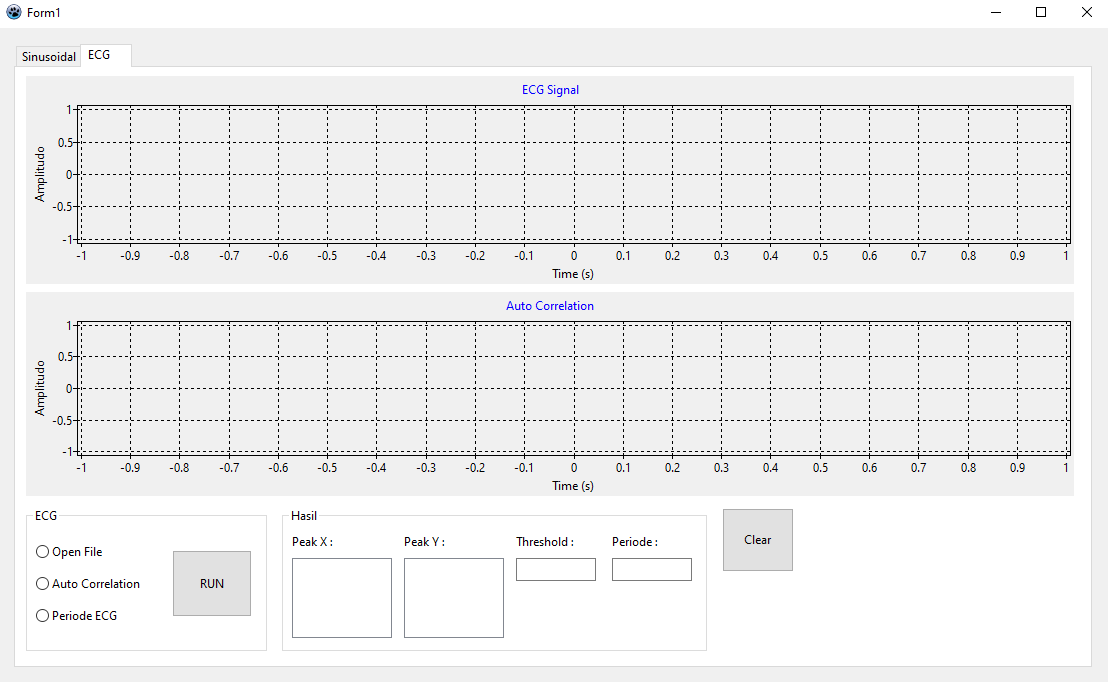 Form1
Sinusoidal ECG
ECG Signal
Amplitudo
1
0.5
0
-0.5
-1
-1 -0.9 -0.8 -0.7 -0.6 -0.5 -0.4 -0.3 -0.2 -0.1 0 0.1 0.2 0.3 0.4 0.5 0.6 0.7 0.8 0.9 1
Time (s)
Auto Correlation
Amplitudo
1
0.5
0
-0.5
-1
-1 -0.9 -0.8 -0.7 -0.6 -0.5 -0.4 -0.3 -0.2 -0.1 0 0.1 0.2 0.3 0.4 0.5 0.6 0.7 0.8 0.9 1
Time (s)
ECG
Open File
Auto Correlation
Periode ECG
RUN
Hasil
Peak X : Peak Y : Threshold : Periode :
Clear